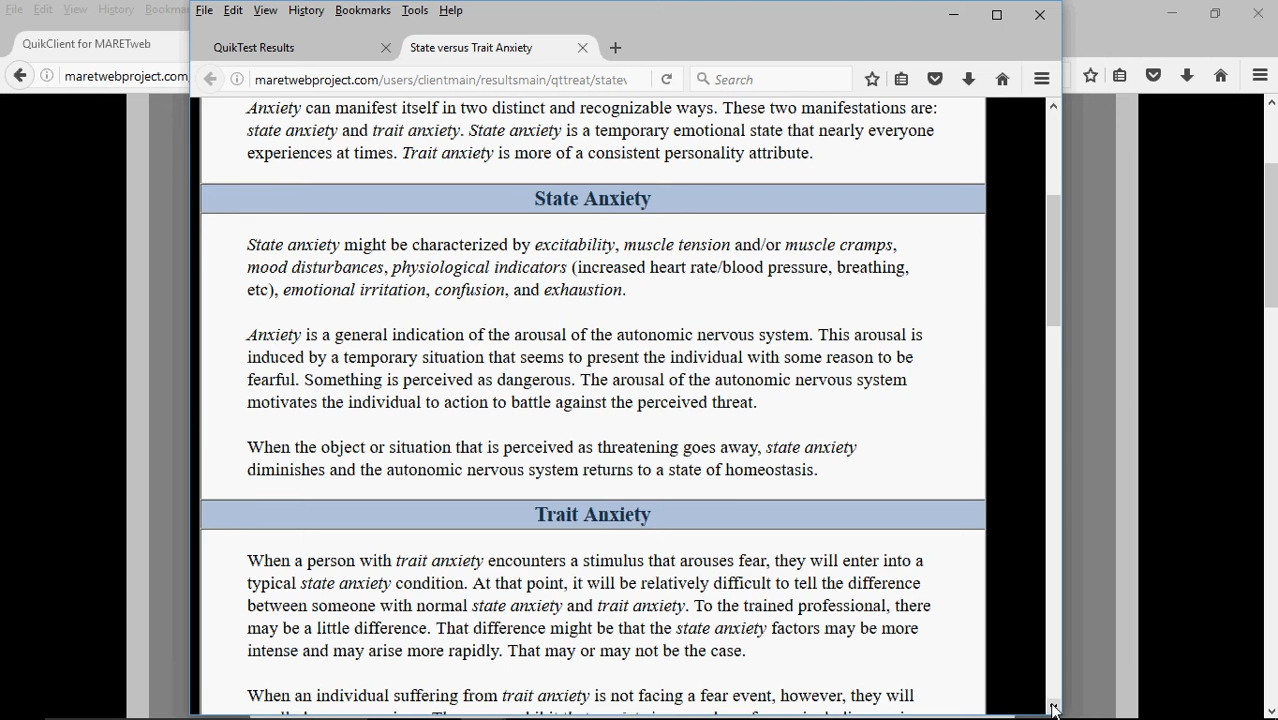 File Edit View History Bookmarks Tools Help
File Edit View History Bookmarks Tools Help
QuikClient for MARETweb
QuikTest Results
State versus Trait Anxiety
maretwebproject.com
maretwebproject.com/users/clientmain/resultsmain/qttreat/statev
Search
Anxiety can manifest itself in two distinct and recognizable ways. These two manifestations are:
state anxiety and trait anxiety. State anxiety is a temporary emotional state that nearly everyone
experiences at times. Trait anxiety is more of a consistent personality attribute.
State Anxiety
State anxiety might be characterized by excitability, muscle tension and/or muscle cramps,
mood disturbances, physiological indicators (increased heart rate/blood pressure, breathing,
etc), emotional irritation, confusion, and exhaustion.
Anxiety is a general indication of the arousal of the autonomic nervous system. This arousal is
induced by a temporary situation that seems to present the individual with some reason to be
fearful. Something is perceived as dangerous. The arousal of the autonomic nervous system
motivates the individual to action to battle against the perceived threat.
When the object or situation that is perceived as threatening goes away, state anxiety
diminishes and the autonomic nervous system returns to a state of homeostasis.
Trait Anxiety
When a person with trait anxiety encounters a stimulus that arouses fear, they will enter into a
typical state anxiety condition. At that point, it will be relatively difficult to tell the difference
between someone with normal state anxiety and trait anxiety. To the trained professional, there
may be a little difference. That difference might be that the state anxiety factors may be more
intense and may arise more rapidly. That may or may not be the case.
When an individual suffering from trait anxiety is not facing a fear event, however, they will